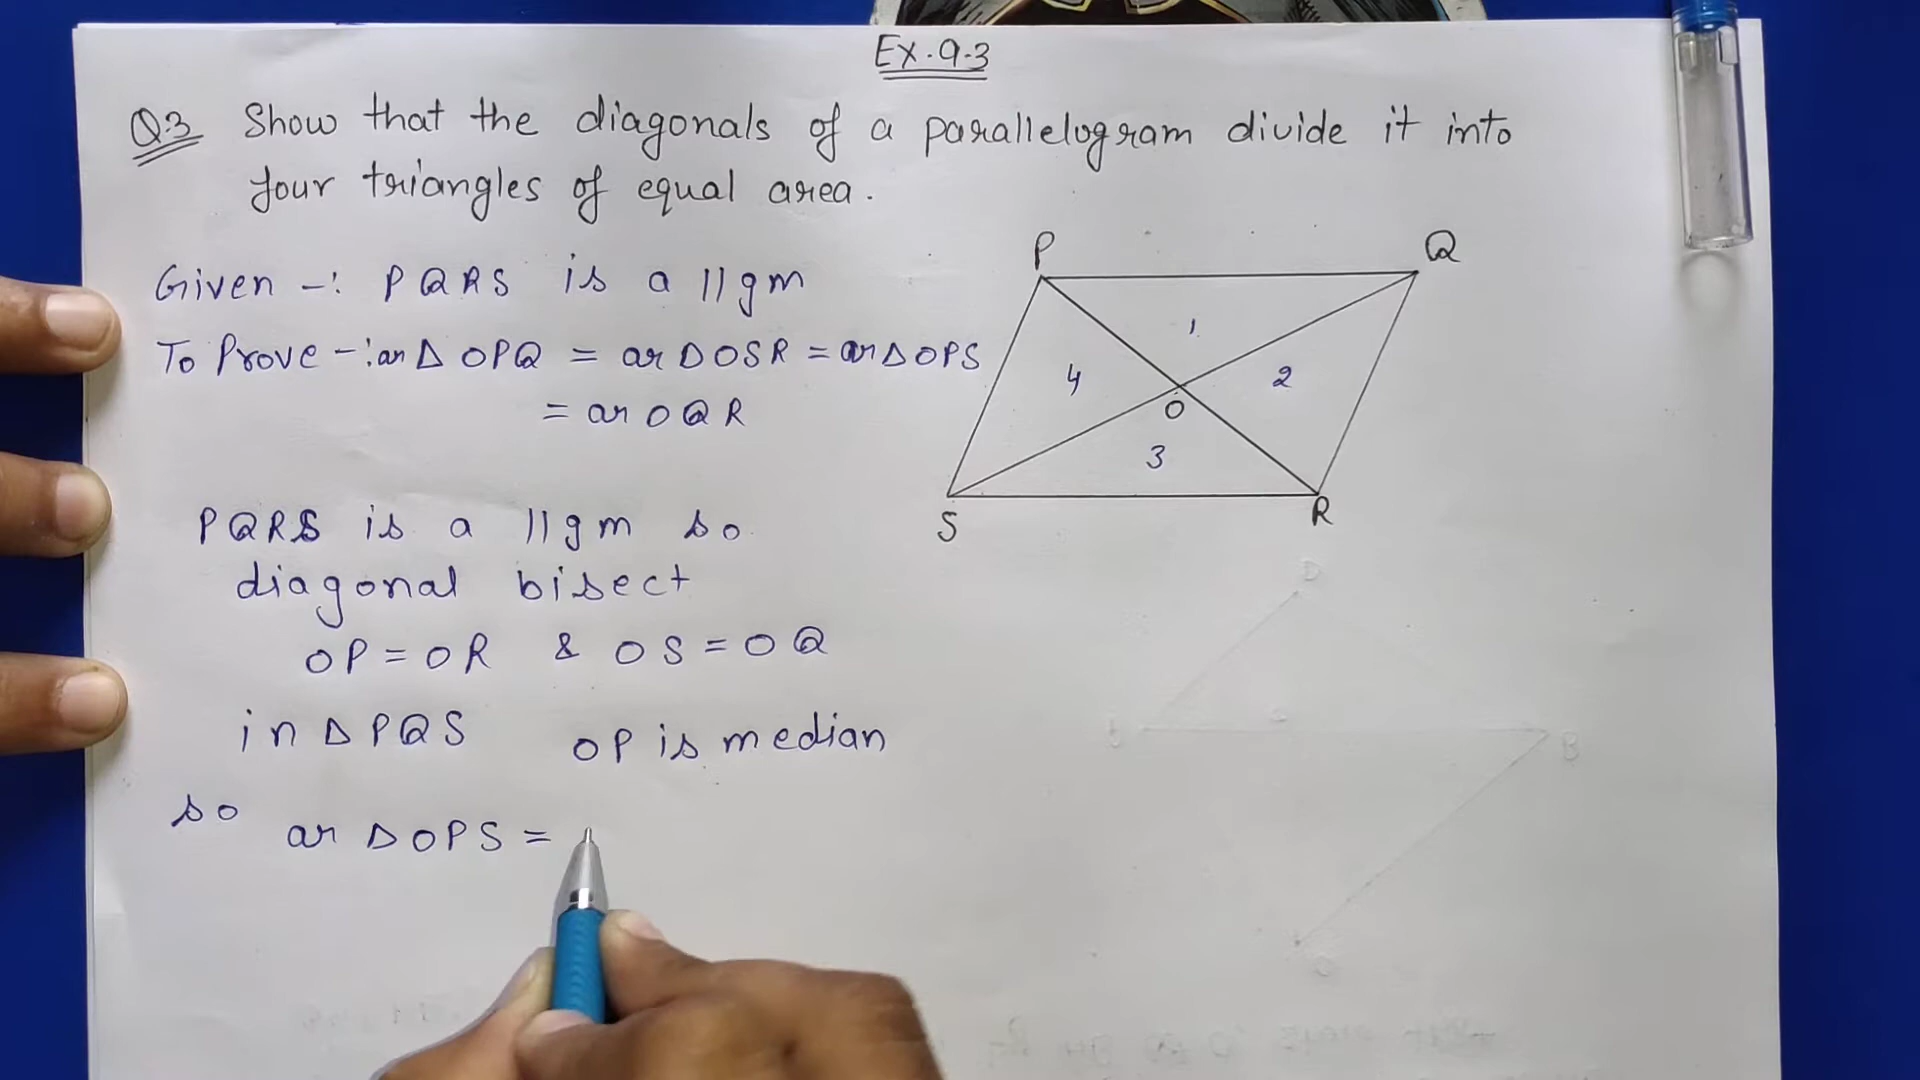 Ex.9.3
Q.3 Show that the diagonals of a parallelogram divide it into
four triangles of equal area.
Given -: PQRS is a ||gm
To Prove -: ar Δ OPQ = ar Δ OSR = ar Δ OPS
= ar OQR
P
Q
1
4
2
O
3
S
R
PQRS is a ||gm so
diagonal bisect
OP = OR & OS = OQ
in Δ PQS OP is median
so ar Δ OPS =